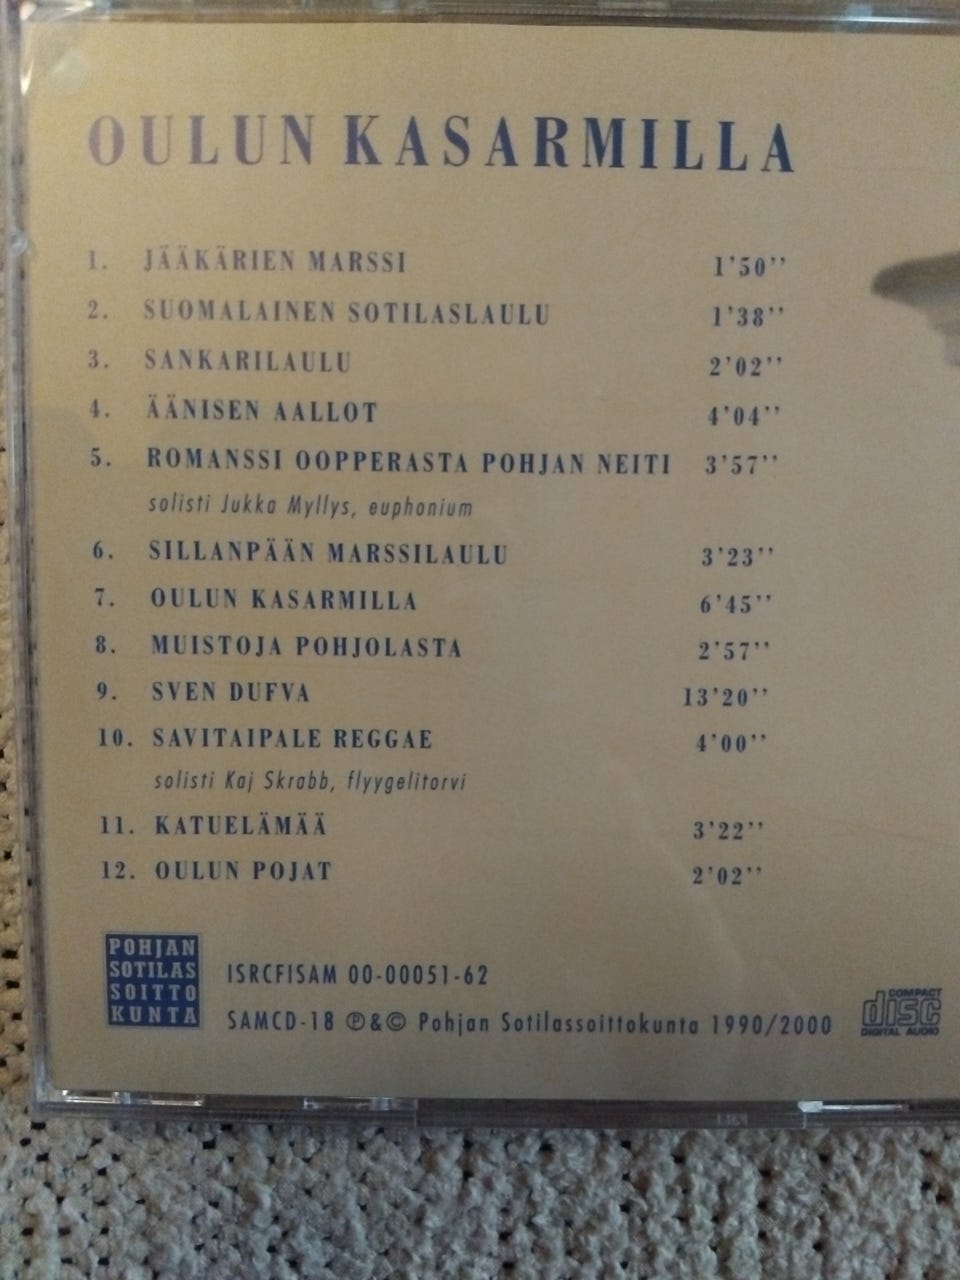 OULUN KASARMILLA
1. JÄÄKÄRIEN MARSSI 1'50''
2. SUOMALAINEN SOTILASLAULU 1'38''
3. SANKARILAULU 2'02''
4. ÄÄNISEN AALLOT 4'04''
5. ROMANSSI OOPPERASTA POHJAN NEITI 3'57''
solisti Jukka Myllys, euphonium
6. SILLANPÄÄN MARSSILAULU 3'23''
7. OULUN KASARMILLA 6'45''
8. MUISTOJA POHJOLASTA 2'57''
9. SVEN DUFVA 13'20''
10. SAVITAIPALE REGGAE 4'00''
solisti Kaj Skrabb, flyygelitorvi
11. KATUELÄMÄÄ 3'22''
12. OULUN POJAT 2'02''
POHJAN
SOTILAS
SOITTO
KUNTA
ISRCFISAM 00-00051-62
SAMCD-18 ℗&© Pohjan Sotilassoittokunta 1990/2000
COMPACT
disc
DIGITAL AUDIO